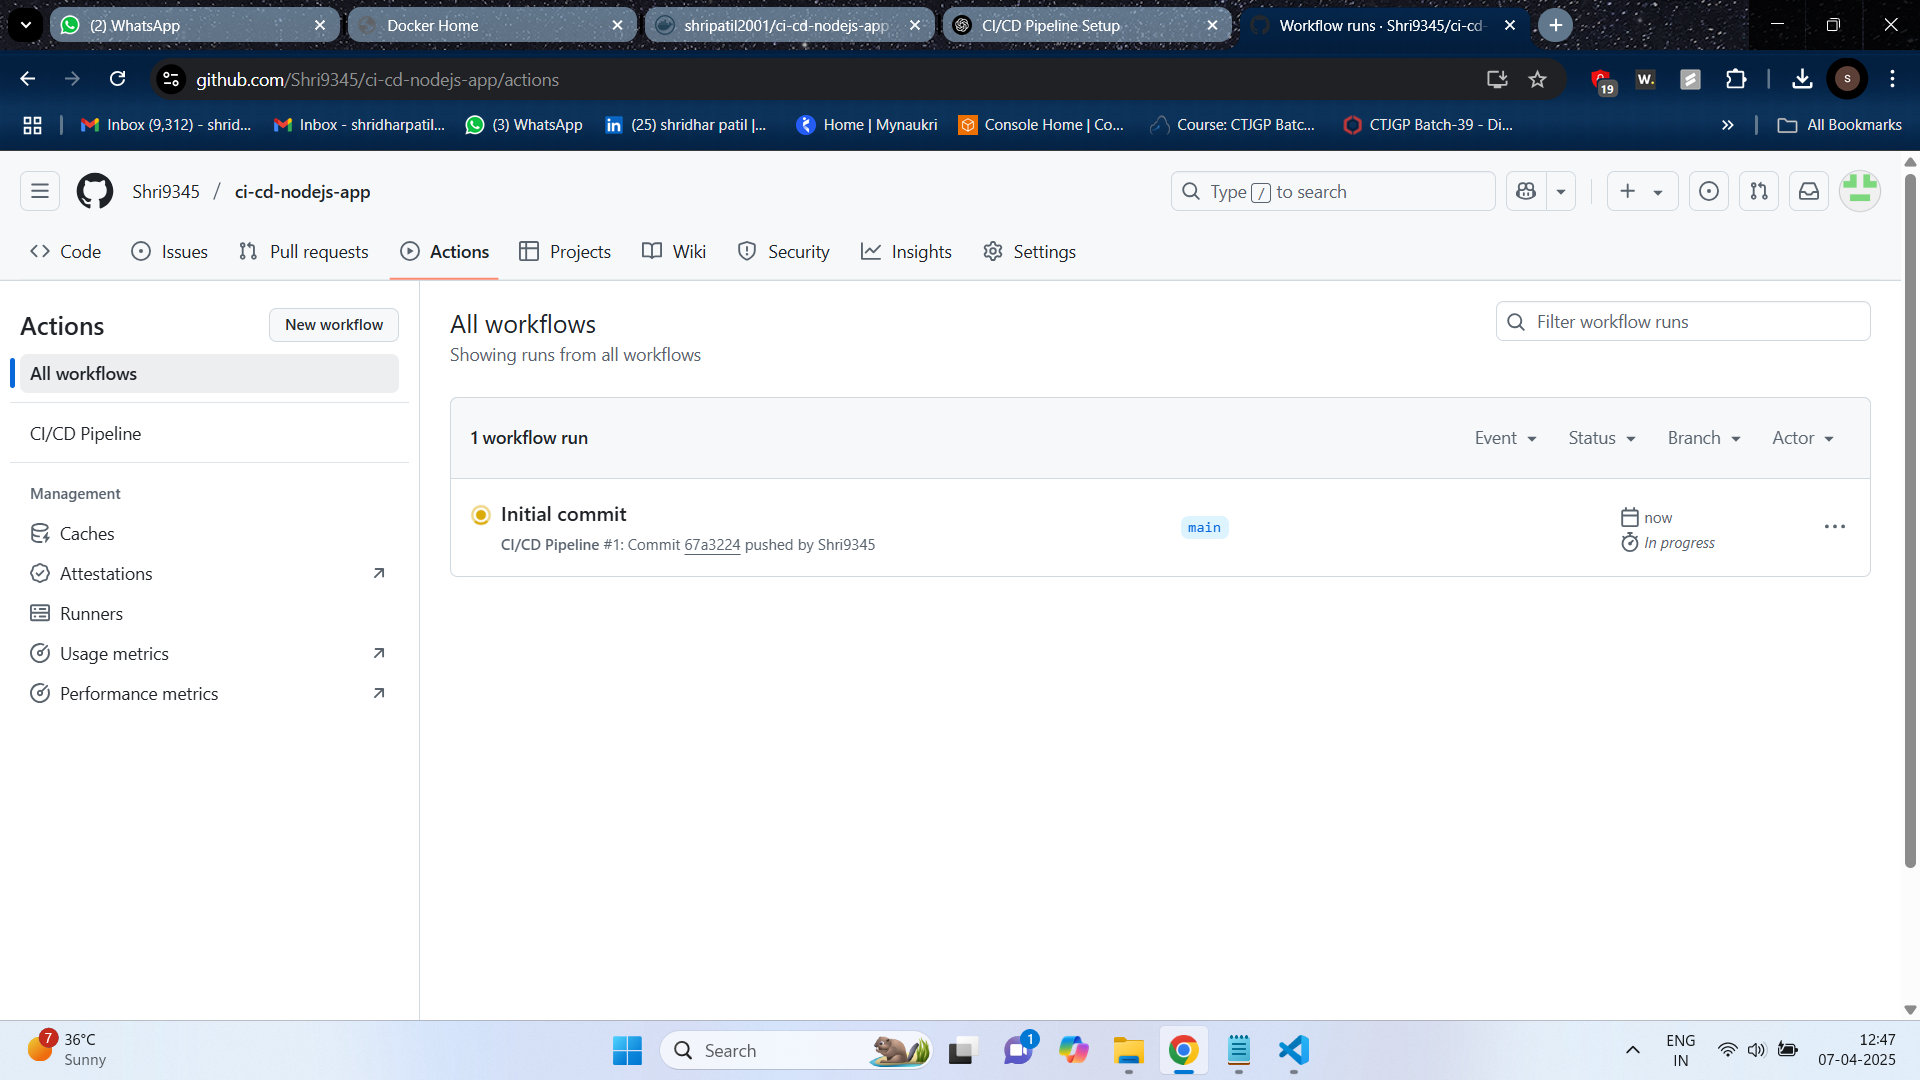 (2) WhatsApp
Docker Home
shripatil2001/ci-cd-nodejs-app
CI/CD Pipeline Setup
Workflow runs · Shri9345/ci-cd-
github.com/Shri9345/ci-cd-nodejs-app/actions
19
W.
S
Inbox (9,312) - shrid...
Inbox - shridharpatil...
(3) WhatsApp
(25) shridhar patil |...
Home | Mynaukri
Console Home | Co...
Course: CTJGP Batc...
CTJGP Batch-39 - Di...
All Bookmarks
Shri9345 / ci-cd-nodejs-app
Type / to search
Code
Issues
Pull requests
Actions
Projects
Wiki
Security
Insights
Settings
Actions
New workflow
All workflows
CI/CD Pipeline
Management
Caches
Attestations
Runners
Usage metrics
Performance metrics
All workflows
Showing runs from all workflows
Filter workflow runs
1 workflow run
Event
Status
Branch
Actor
Initial commit
CI/CD Pipeline #1: Commit 67a3224 pushed by Shri9345
main
now
In progress
7
36°C
Sunny
Search
1
ENG
IN
12:47
07-04-2025